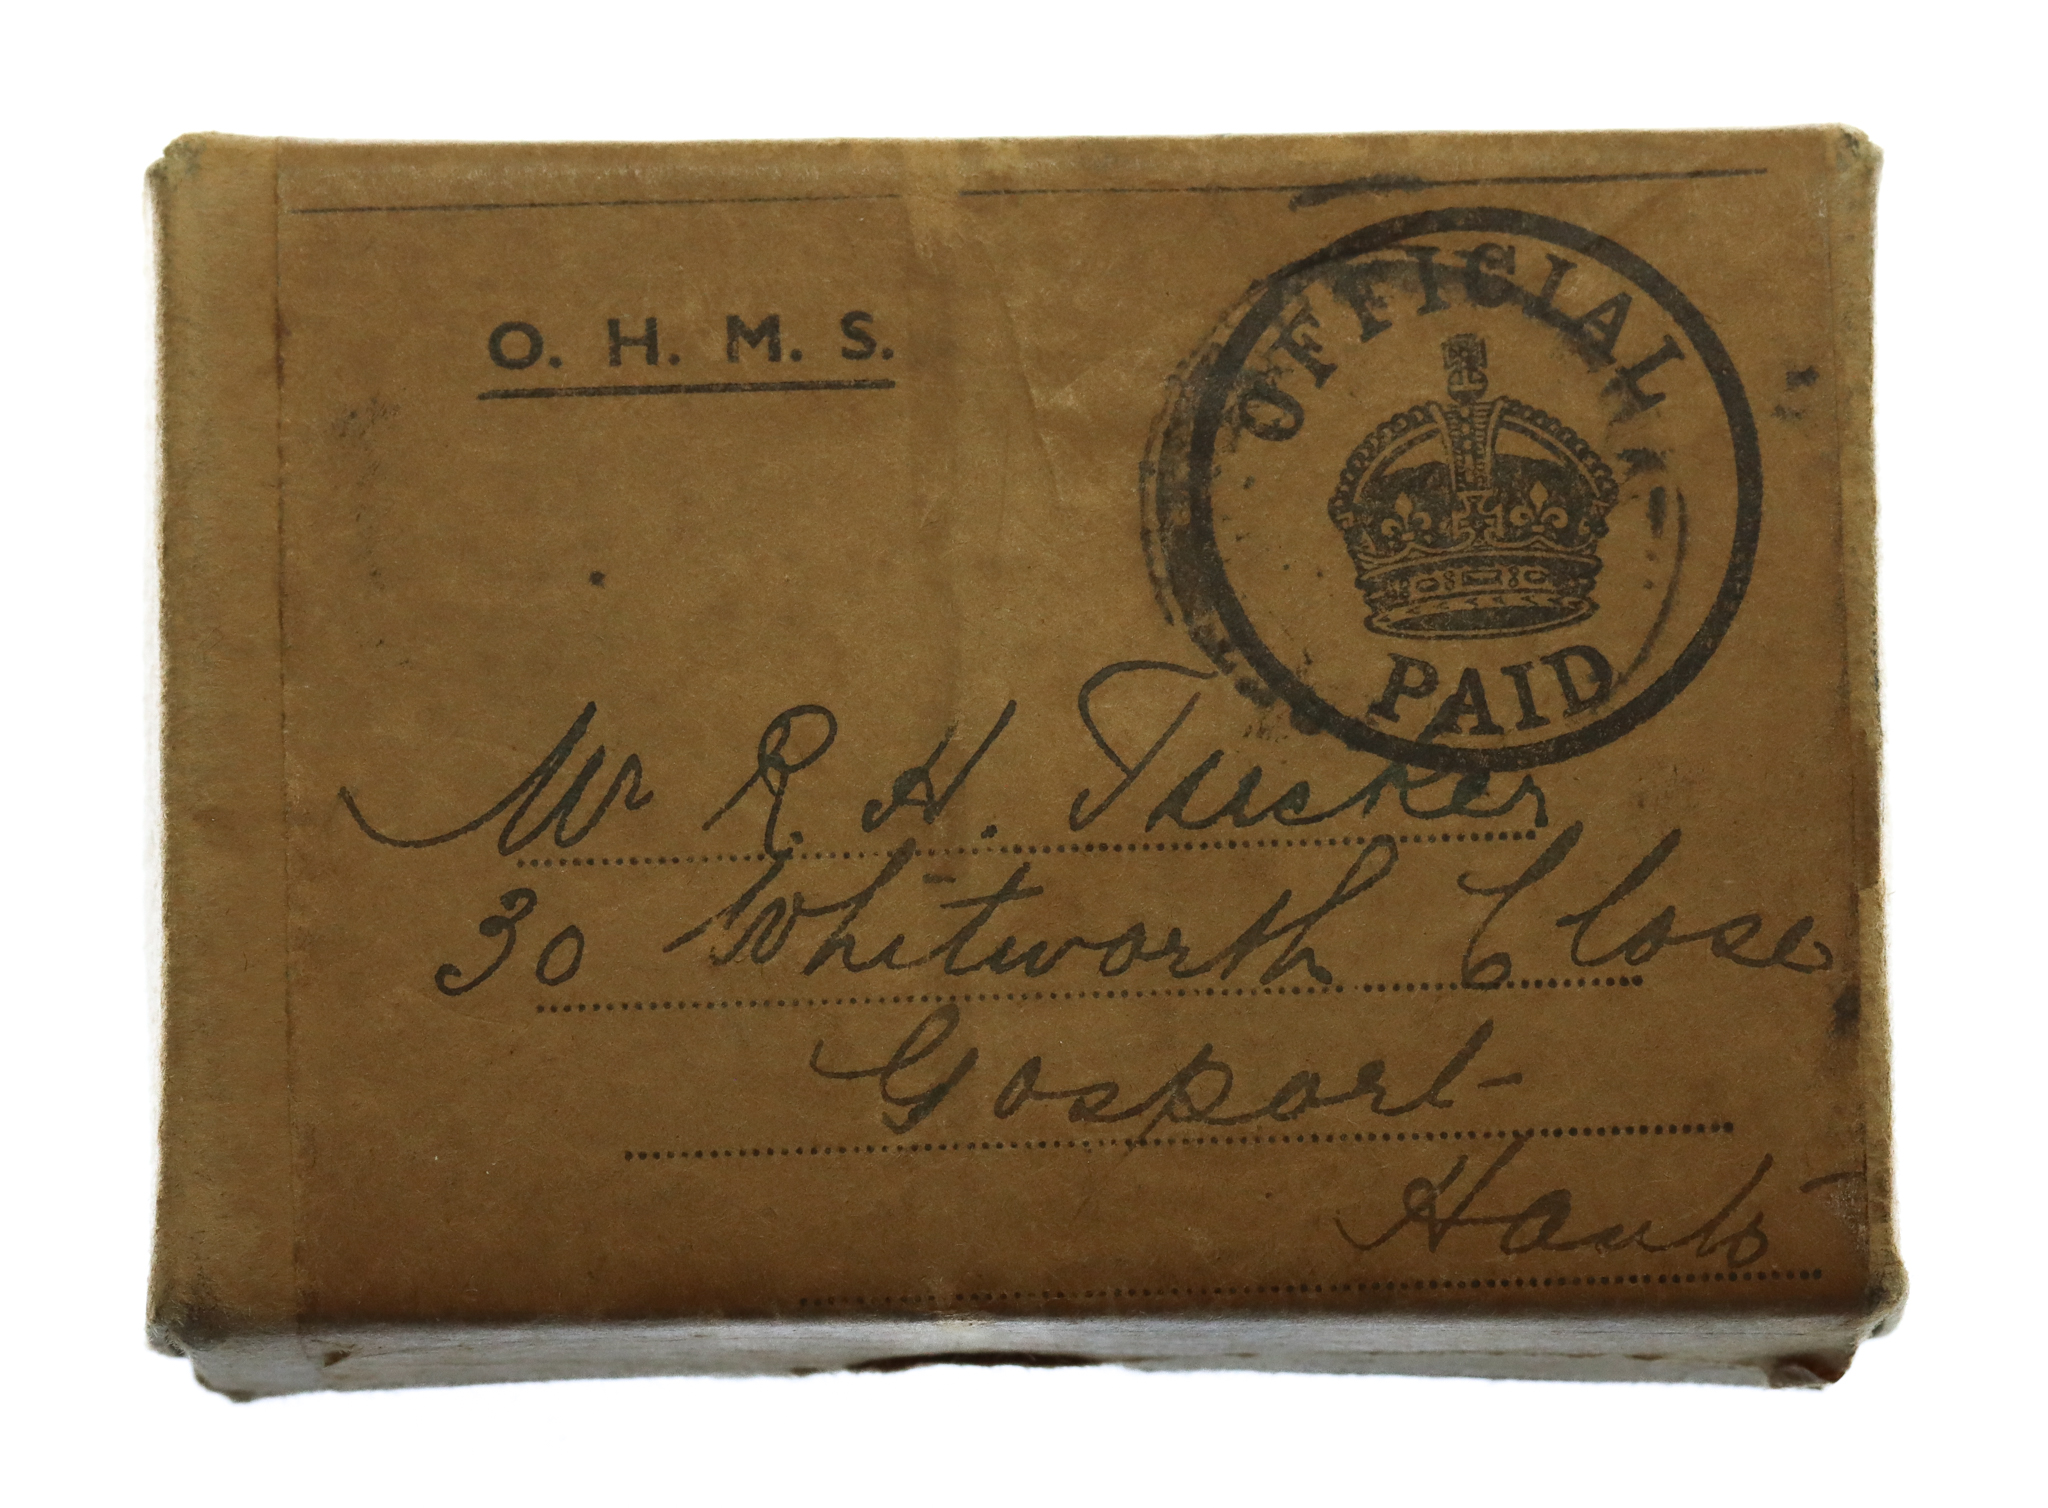 O. H. M. S.
OFFICIAL
PAID
Mr R. H. Tucker
30 Whitworth Close
Gosport
Hants